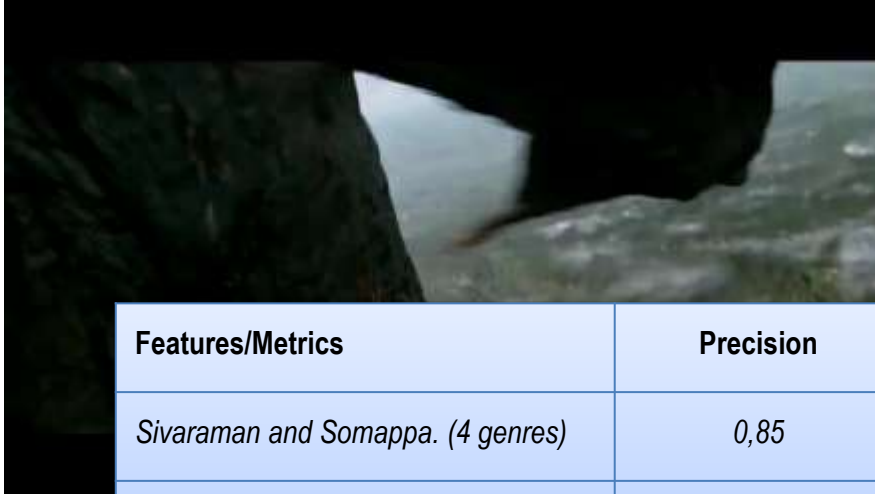 Features/Metrics Precision
Sivaraman and Somappa. (4 genres) 0,85